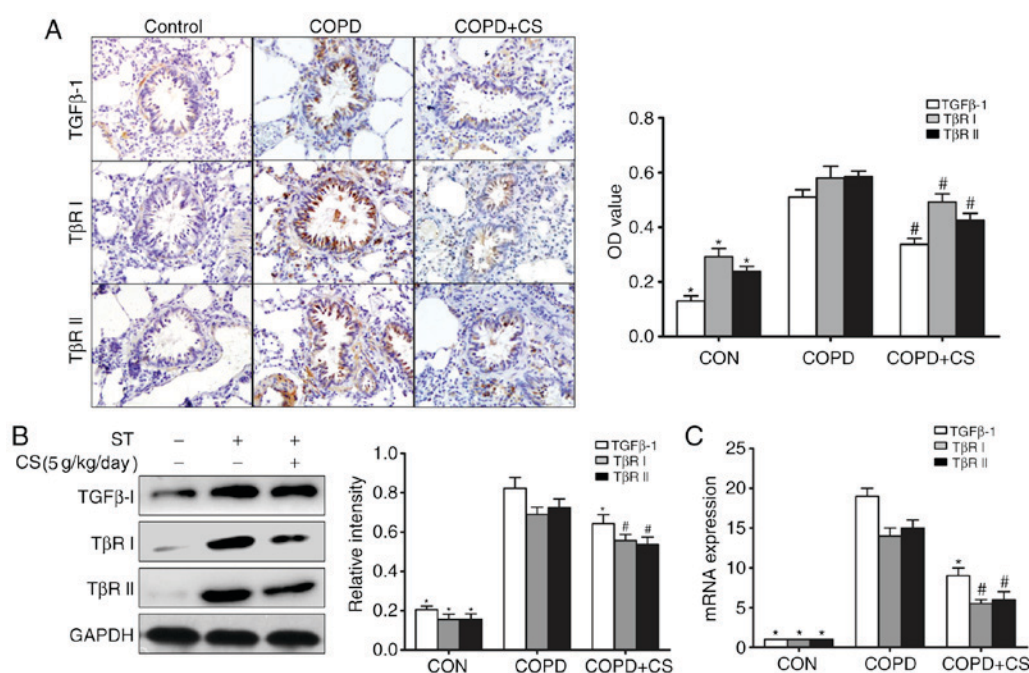 A
Control
COPD
COPD+CS
TGFβ-1
TβR I
TβR II
TGFβ-1
TβR I
TβR II
OD value
0.8
0.6
0.4
0.2
0.0
*
*
*
#
#
#
CON
COPD
COPD+CS
B
ST − + +
CS(5 g/kg/day) − − +
TGFβ-I
TβR I
TβR II
GAPDH
TGFβ-1
TβR I
TβR II
Relative intensity
1.0
0.8
0.6
0.4
0.2
0.0
* * *
* # #
CON
COPD
COPD+CS
C
TGFβ-1
TβR I
TβR II
mRNA expression
25
20
15
10
5
0
* * *
* # #
CON
COPD
COPD+CS